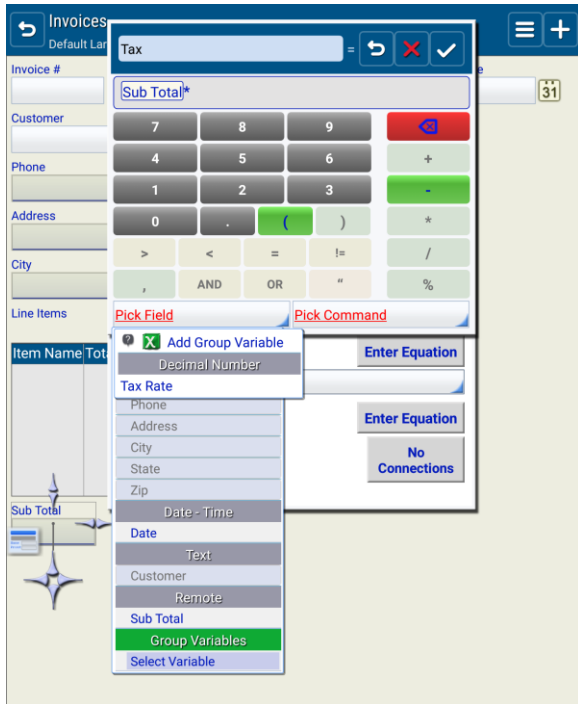 Invoices
Default Lar
Tax
=
Invoice #
e
31
Sub Total*
Customer
7 8 9
4 5 6 +
Phone
1 2 3 -
Address
0 . ( ) *
> < = != /
City
, AND OR " %
Line Items
Pick Field Pick Command
Add Group Variable
Enter Equation
Item Name Tota
Decimal Number
Tax Rate
Phone
Address
Enter Equation
City
No
Connections
State
Zip
Sub Total
Date - Time
Date
Text
Customer
Remote
Sub Total
Group Variables
Select Variable